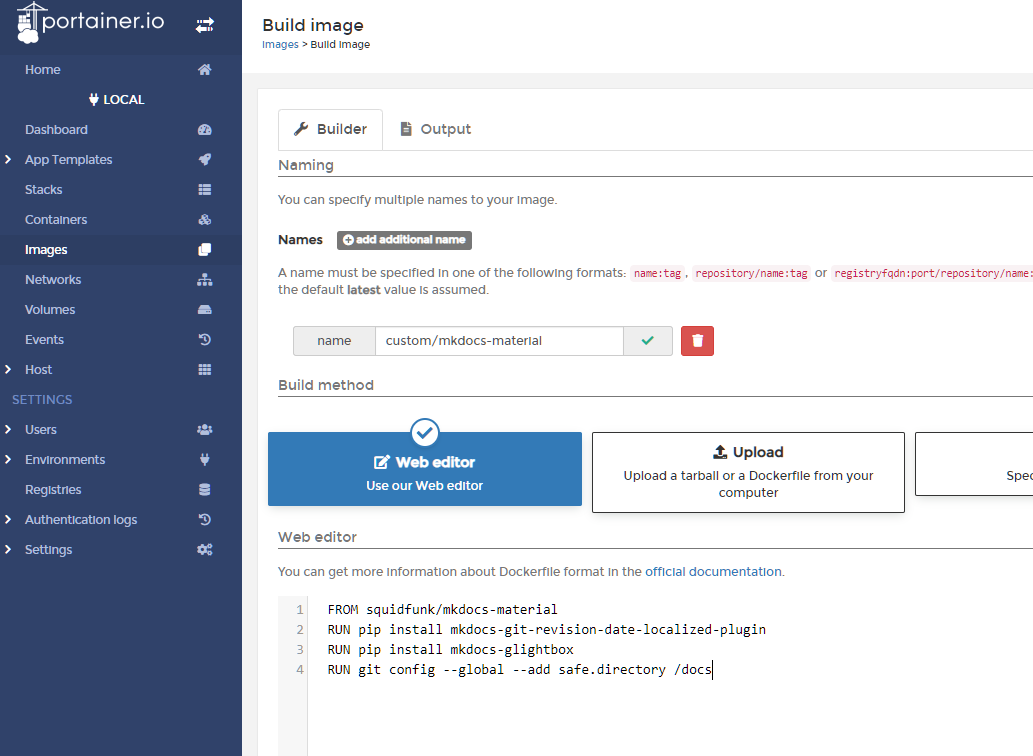 portainer.io
Home
LOCAL
Dashboard
App Templates
Stacks
Containers
Images
Networks
Volumes
Events
Host
SETTINGS
Users
Environments
Registries
Authentication logs
Settings
Build image
Images > Build image
Builder
Output
Naming
You can specify multiple names to your image.
Names
add additional name
A name must be specified in one of the following formats: name:tag, repository/name:tag or registryfqdn:port/repository/name:
the default latest value is assumed.
name
custom/mkdocs-material
Build method
Web editor
Use our Web editor
Upload
Upload a tarball or a Dockerfile from your
computer
Spec
Web editor
You can get more information about Dockerfile format in the official documentation.
1 FROM squidfunk/mkdocs-material
2 RUN pip install mkdocs-git-revision-date-localized-plugin
3 RUN pip install mkdocs-glightbox
4 RUN git config --global --add safe.directory /docs